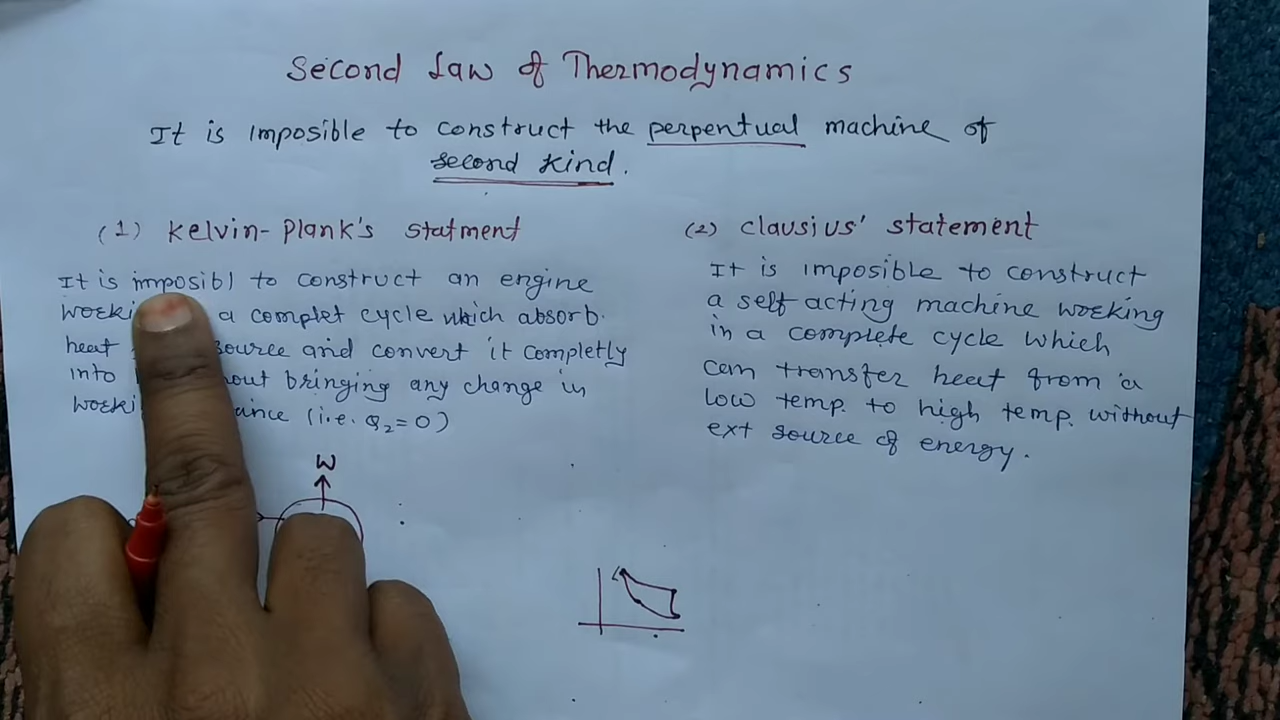 Second Law of Thermodynamics
It is imposible to construct the perpentual machine of
second kind.
(1) Kelvin-Plank's statment
It is imposibl to construct an engine
a complet cycle which absorb.
heat source and convert it completly
into bringing any change in
(i.e. Q2=0)
W
(2) Clausius' statement
It is imposible to construct
a self acting machine working
in a complete cycle which
can transfer heat from a
low temp. to high temp. without
ext source of energy.